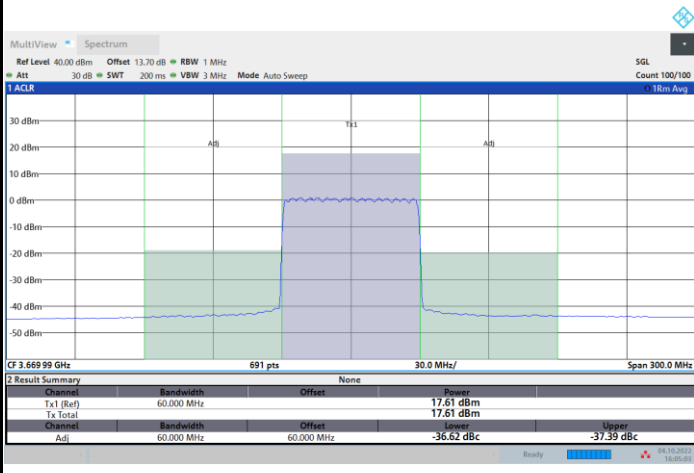 MultiView Spectrum
Ref Level 40.00 dBm Offset 13.70 dB RBW 1 MHz SGL
Att 30 dB SWT 200 ms VBW 3 MHz Mode Auto Sweep Count 100/100
1 ACLR 1Rm Avg
30 dBm
Tx1
20 dBm Adj Adj
10 dBm
0 dBm
-10 dBm
-20 dBm
-30 dBm
-40 dBm
-50 dBm
CF 3.669 99 GHz 691 pts 30.0 MHz/ Span 300.0 MHz
2 Result Summary None
Channel Bandwidth Offset Power
Tx1 (Ref) 60.000 MHz 17.61 dBm
Tx Total 17.61 dBm
Channel Bandwidth Offset Lower Upper
Adj 60.000 MHz 60.000 MHz -36.62 dBc -37.39 dBc
Ready 04.10.2022
16:05:03